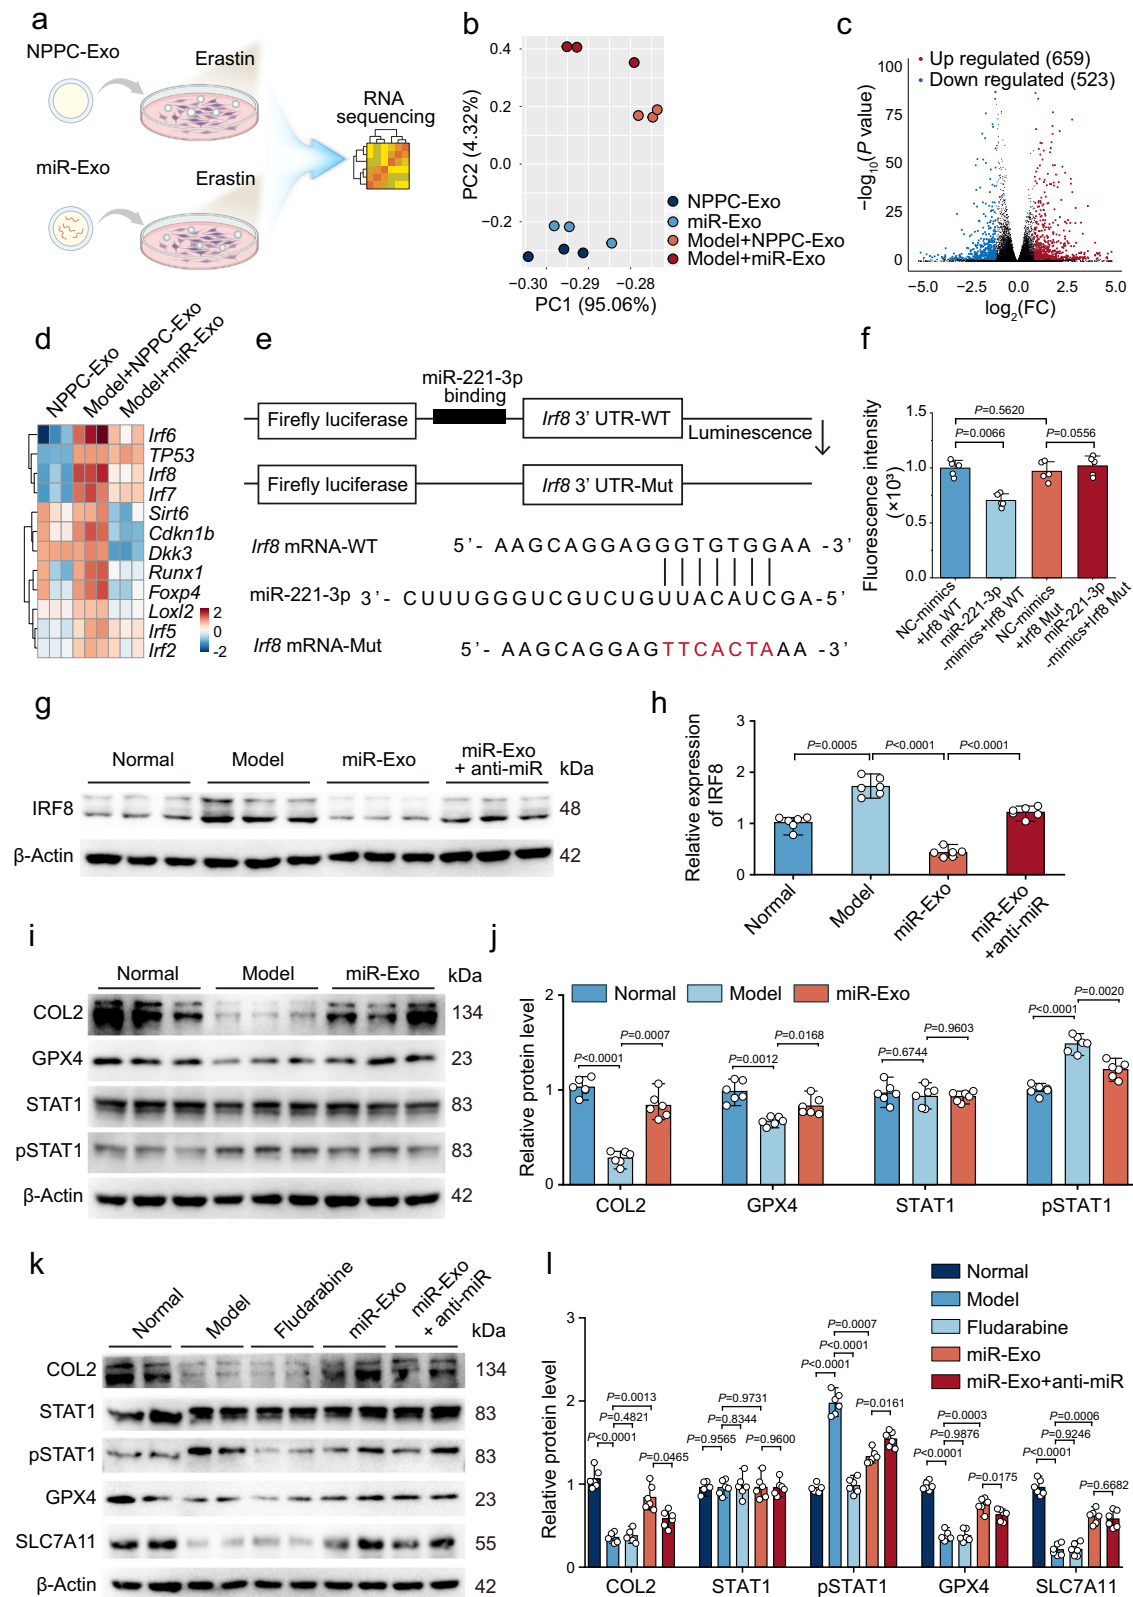 a
NPPC-Exo
Erastin
miR-Exo
Erastin
RNA
sequencing
b
0.4
0.2
0.0
−0.2
PC2 (4.32%)
−0.30
−0.29
−0.28
PC1 (95.06%)
NPPC-Exo
miR-Exo
Model+NPPC-Exo
Model+miR-Exo
c
Up regulated (659)
Down regulated (523)
100
75
50
25
0
−log10(P value)
−5.0
−2.5
0.0
2.5
5.0
log2(FC)
d
NPPC-Exo
Model+NPPC-Exo
Model+miR-Exo
Irf6
TP53
Irf8
Irf7
Sirt6
Cdkn1b
Dkk3
Runx1
Foxp4
Loxl2
Irf5
Irf2
2
0
-2
e
miR-221-3p
binding
Firefly luciferase
Irf8 3’ UTR-WT
Luminescence
Firefly luciferase
Irf8 3’ UTR-Mut
Irf8 mRNA-WT 5’- AAGCAGGAGGGTGTGGAA -3’
miR-221-3p 3’- CUUUGGGUCGUCUGUUACAUCGA-5’
Irf8 mRNA-Mut 5’- AAGCAGGAGTTCACTAAA -3’
f
Fluorescence intensity
(×10³)
1.5
1.0
0.5
0.0
P=0.5620
P=0.0066
P=0.0556
NC-mimics
+Irf8 WT
miR-221-3p
-mimics+Irf8 WT
NC-mimics
+Irf8 Mut
miR-221-3p
-mimics+Irf8 Mut
g
Normal
Model
miR-Exo
miR-Exo
+ anti-miR
kDa
IRF8
48
β-Actin
42
h
Relative expression
of IRF8
3
2
1
0
P=0.0005
P<0.0001
P<0.0001
Normal
Model
miR-Exo
miR-Exo
+anti-miR
i
Normal
Model
miR-Exo
kDa
COL2
134
GPX4
23
STAT1
83
pSTAT1
83
β-Actin
42
j
Normal
Model
miR-Exo
Relative protein level
2
1
0
P<0.0001
P=0.0007
P=0.0012
P=0.0168
P=0.6744
P=0.9603
P<0.0001
P=0.0020
COL2
GPX4
STAT1
pSTAT1
k
Normal
Model
Fludarabine
miR-Exo
miR-Exo
+ anti-miR
kDa
COL2
134
STAT1
83
pSTAT1
83
GPX4
23
SLC7A11
55
β-Actin
42
l
Normal
Model
Fludarabine
miR-Exo
miR-Exo+anti-miR
Relative protein level
3
2
1
0
P=0.0013
P=0.4821
P<0.0001
P=0.0465
P=0.9731
P=0.8344
P=0.9565
P=0.9600
P=0.0007
P<0.0001
P<0.0001
P=0.0161
P=0.0003
P=0.9876
P<0.0001
P=0.0175
P=0.0006
P=0.9246
P<0.0001
P=0.6682
COL2
STAT1
pSTAT1
GPX4
SLC7A11